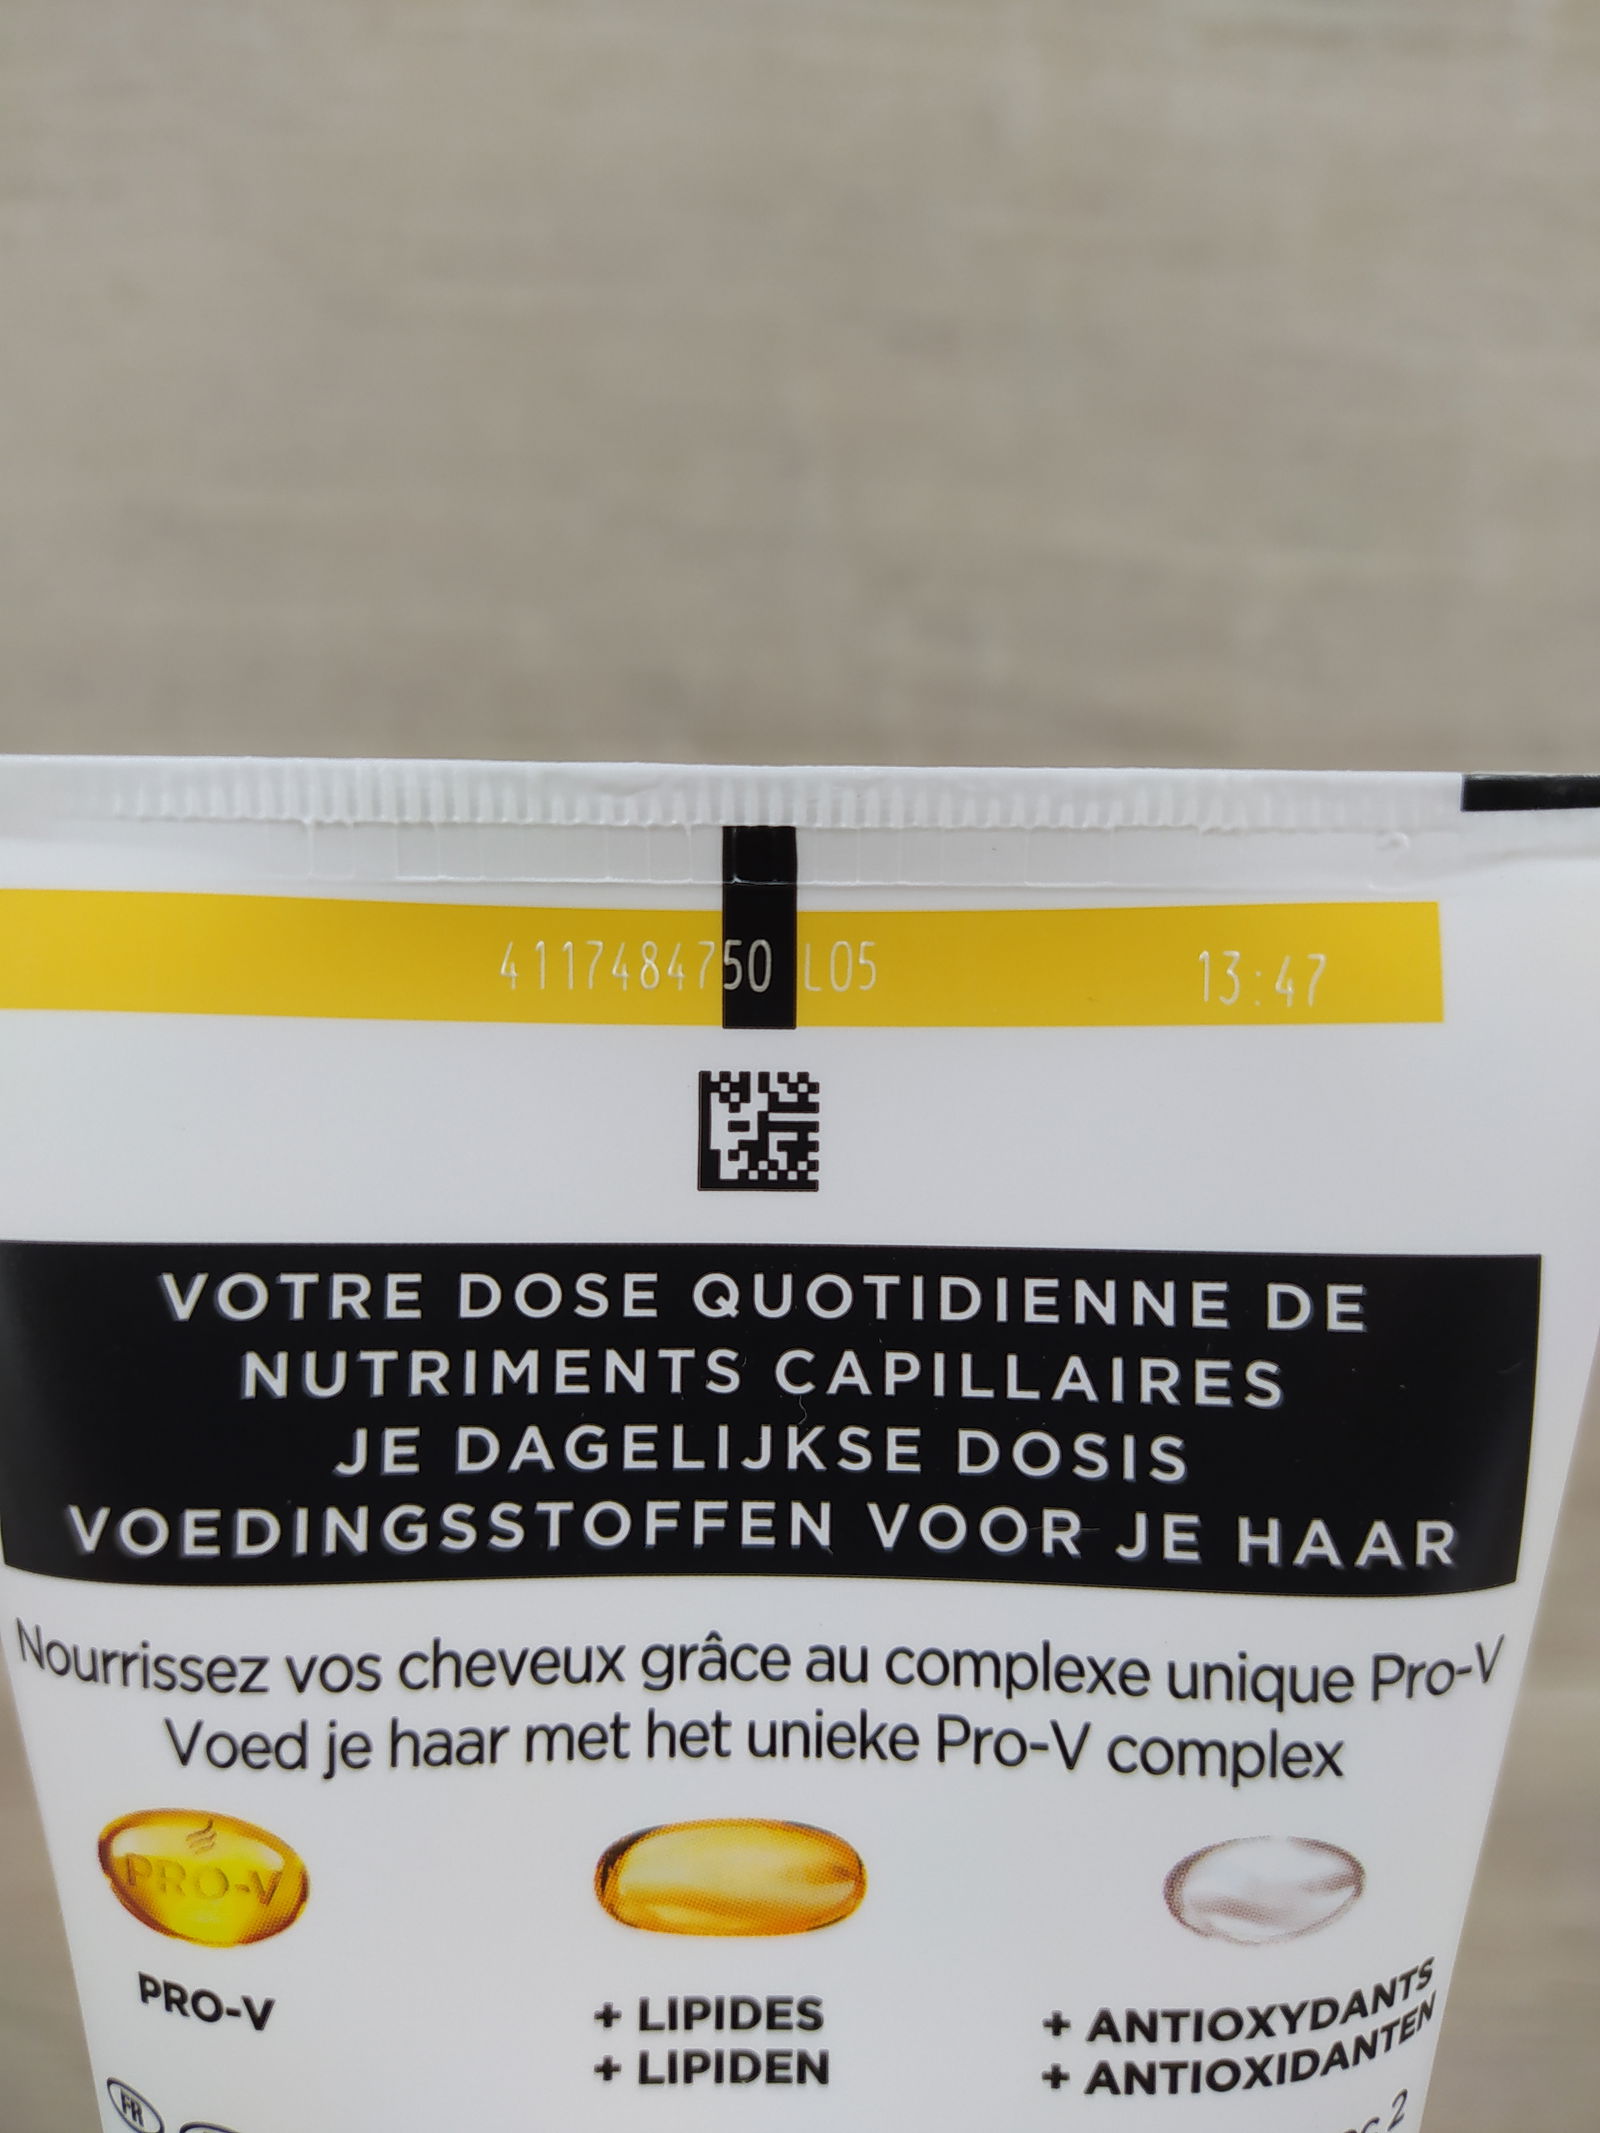 4117484750 L05 13:47
VOTRE DOSE QUOTIDIENNE DE
NUTRIMENTS CAPILLAIRES
JE DAGELIJKSE DOSIS
VOEDINGSSTOFFEN VOOR JE HAAR
Nourrissez vos cheveux grâce au complexe unique Pro-V
Voed je haar met het unieke Pro-V complex
PRO-V
PRO-V
+ LIPIDES
+ LIPIDEN
+ ANTIOXYDANTS
+ ANTIOXIDANTEN
FR
2